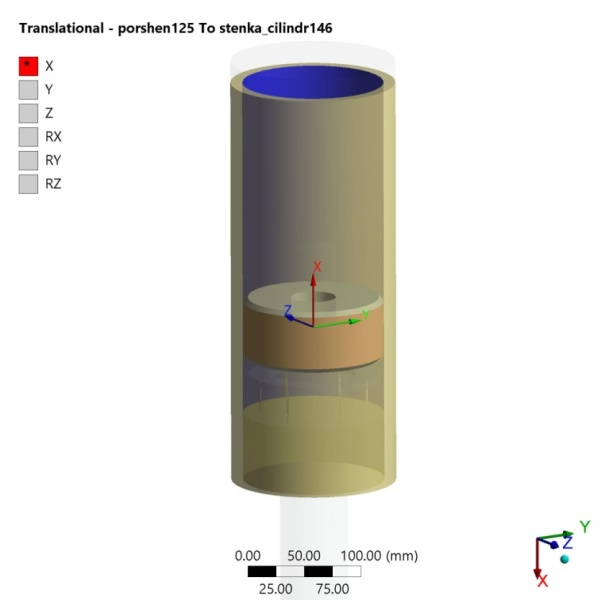 Translational - porshen125 To stenka_cilindr146
* X
Y
Z
RX
RY
RZ
X
Z
Y
0.00 50.00 100.00 (mm)
25.00 75.00
Y
Z
X